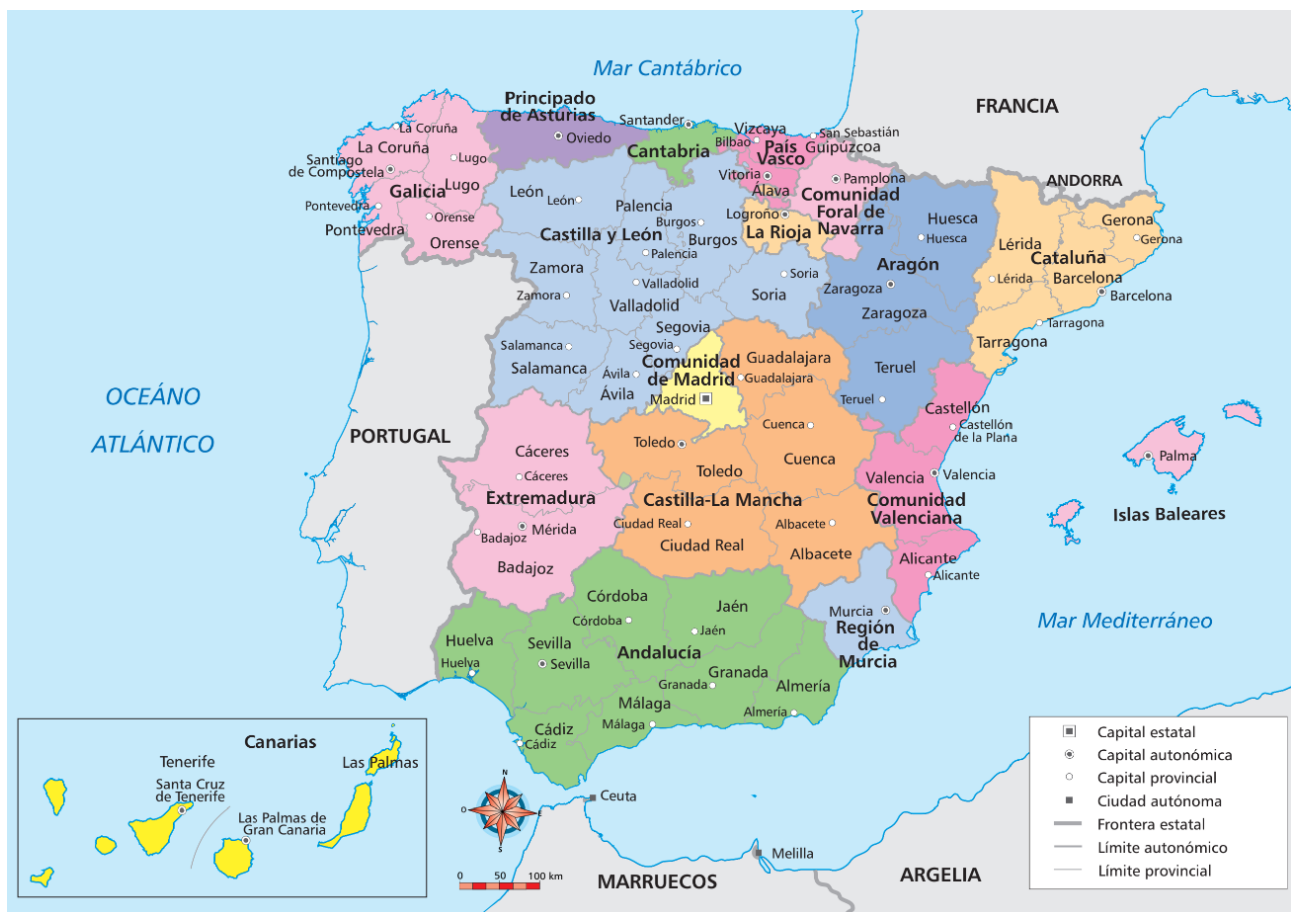 Mar Cantábrico
FRANCIA
ANDORRA
OCEÁNO
ATLÁNTICO
PORTUGAL
Mar Mediterráneo
MARRUECOS
ARGELIA
Principado
de Asturias
Oviedo
Santander
Cantabria
Vizcaya
Bilbao
País
Vasco
San Sebastián
Guipúzcoa
Vitoria
Álava
La Coruña
La Coruña
Santiago
de Compostela
Lugo
Lugo
Galicia
Pontevedra
Pontevedra
Orense
Orense
Pamplona
Comunidad
Foral de
Navarra
Logroño
La Rioja
León
León
Palencia
Palencia
Burgos
Burgos
Castilla y León
Zamora
Zamora
Valladolid
Valladolid
Soria
Soria
Segovia
Segovia
Salamanca
Salamanca
Ávila
Ávila
Huesca
Huesca
Aragón
Zaragoza
Zaragoza
Teruel
Teruel
Gerona
Gerona
Lérida
Lérida
Cataluña
Barcelona
Barcelona
Tarragona
Tarragona
Comunidad
de Madrid
Madrid
Guadalajara
Guadalajara
Cuenca
Cuenca
Toledo
Toledo
Castilla-La Mancha
Ciudad Real
Ciudad Real
Albacete
Albacete
Cáceres
Cáceres
Extremadura
Mérida
Badajoz
Badajoz
Castellón
Castellón
de la Plana
Valencia
Valencia
Comunidad
Valenciana
Alicante
Alicante
Palma
Islas Baleares
Murcia
Región
de
Murcia
Córdoba
Córdoba
Jaén
Jaén
Huelva
Huelva
Sevilla
Sevilla
Andalucía
Granada
Granada
Almería
Almería
Málaga
Málaga
Cádiz
Cádiz
Ceuta
Melilla
Canarias
Tenerife
Santa Cruz
de Tenerife
Las Palmas
Las Palmas de
Gran Canaria
N
O
E
S
0 50 100 km
Capital estatal
Capital autonómica
Capital provincial
Ciudad autónoma
Frontera estatal
Límite autonómico
Límite provincial